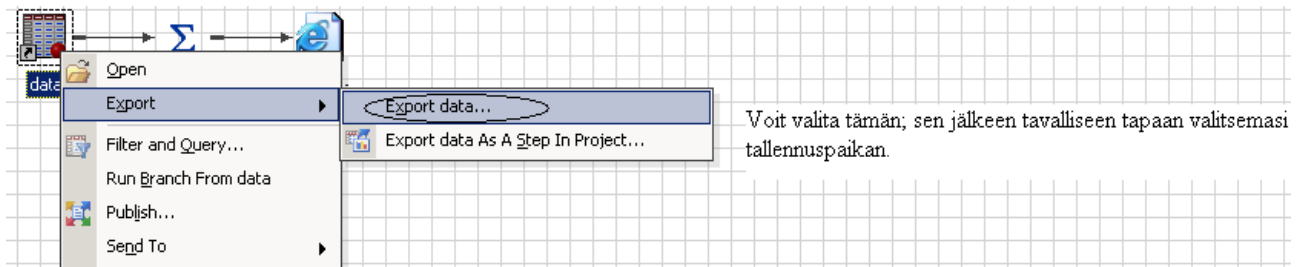 data
Open
Export
Export data...
Export data As A Step In Project...
Filter and Query...
Run Branch From data
Publish...
Send To
Voit valita tämän; sen jälkeen tavalliseen tapaan valitsemasi
tallennuspaikan.